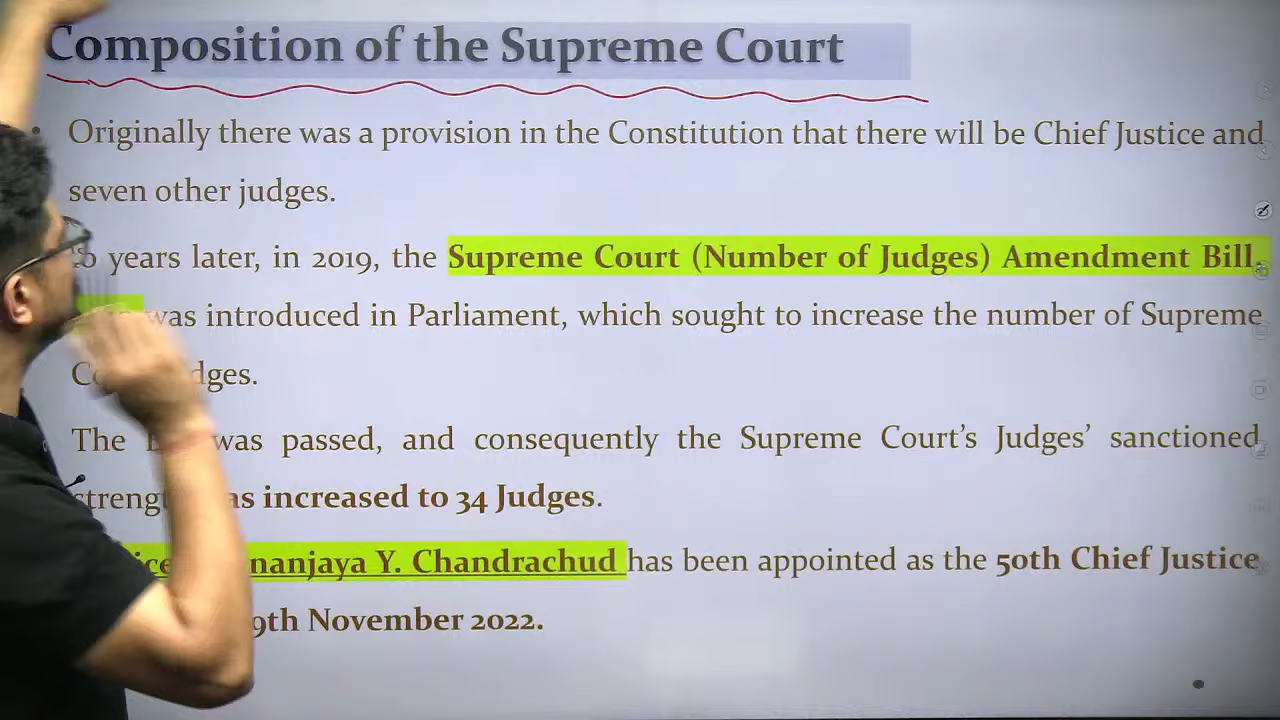 Composition of the Supreme Court
Originally there was a provision in the Constitution that there will be Chief Justice and
seven other judges.
years later, in 2019, the Supreme Court (Number of Judges) Amendment Bill,
was introduced in Parliament, which sought to increase the number of Supreme
The was passed, and consequently the Supreme Court's Judges' sanctioned
increased to 34 Judges.
Y. Chandrachud has been appointed as the 50th Chief Justice
9th November 2022.